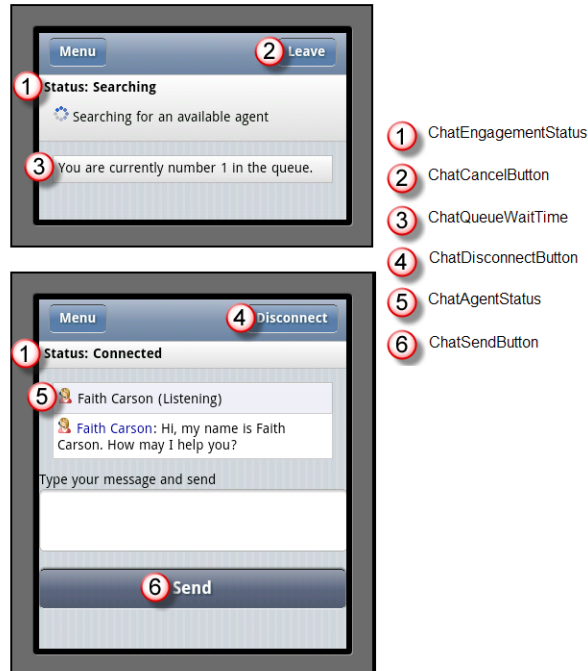 Menu
2
Leave
1
Status: Searching
Searching for an available agent
3
You are currently number 1 in the queue.
Menu
4
Disconnect
1
Status: Connected
5
Faith Carson (Listening)
Faith Carson: Hi, my name is Faith
Carson. How may I help you?
Type your message and send
6
Send
1
ChatEngagementStatus
2
ChatCancelButton
3
ChatQueueWaitTime
4
ChatDisconnectButton
5
ChatAgentStatus
6
ChatSendButton